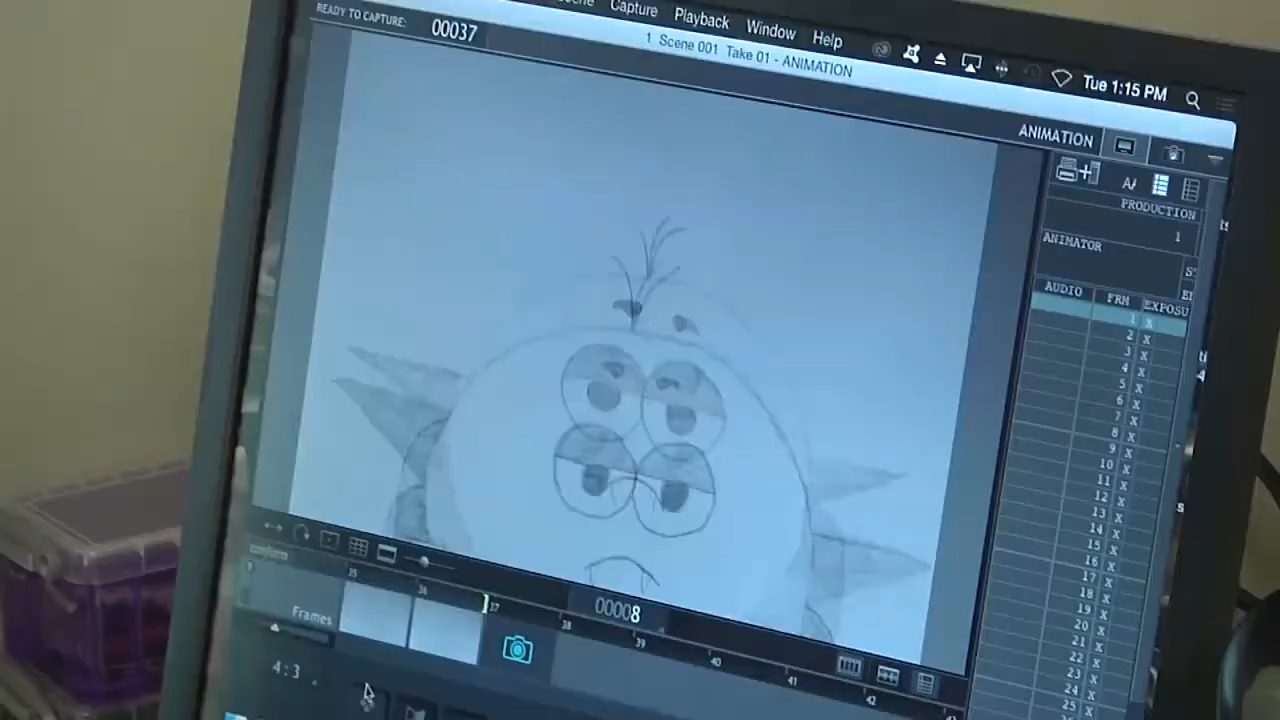 Capture Playback Window Help
Tue 1:15 PM
READY TO CAPTURE: 00037
1 Scene 001 Take 01 - ANIMATION
ANIMATION
PRODUCTION
1
ANIMATOR
AUDIO FRM EXPOSU
1 X
2 X
3 X
4 X
5 X
6 X
7 X
8 X
9 X
10 X
11 X
12 X
13 X
14 X
15 X
16 X
17 X
18 X
19 X
20 X
21 X
22 X
23 X
24 X
25 X
00008
35 36 37 38 39 40 41 42
Frames
4:3